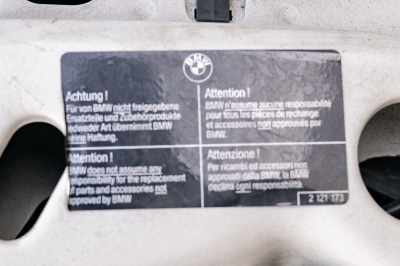 BMW
Achtung !
Für von BMW nicht freigegebene
Ersatzteile und Zubehörprodukte
jedweder Art übernimmt BMW
keine Haftung.
Attention !
BMW n'assume aucune responsabilité
pour tous les pièces de rechange
et accessoires non approuvés par
BMW.
Attention !
BMW does not assume any
responsibility for the replacement
of parts and accessories not
approved by BMW
Attenzione !
Per ricambi ed accessori non
approvati dalla BMW, la BMW
declina ogni responsabilità.
2 121 173